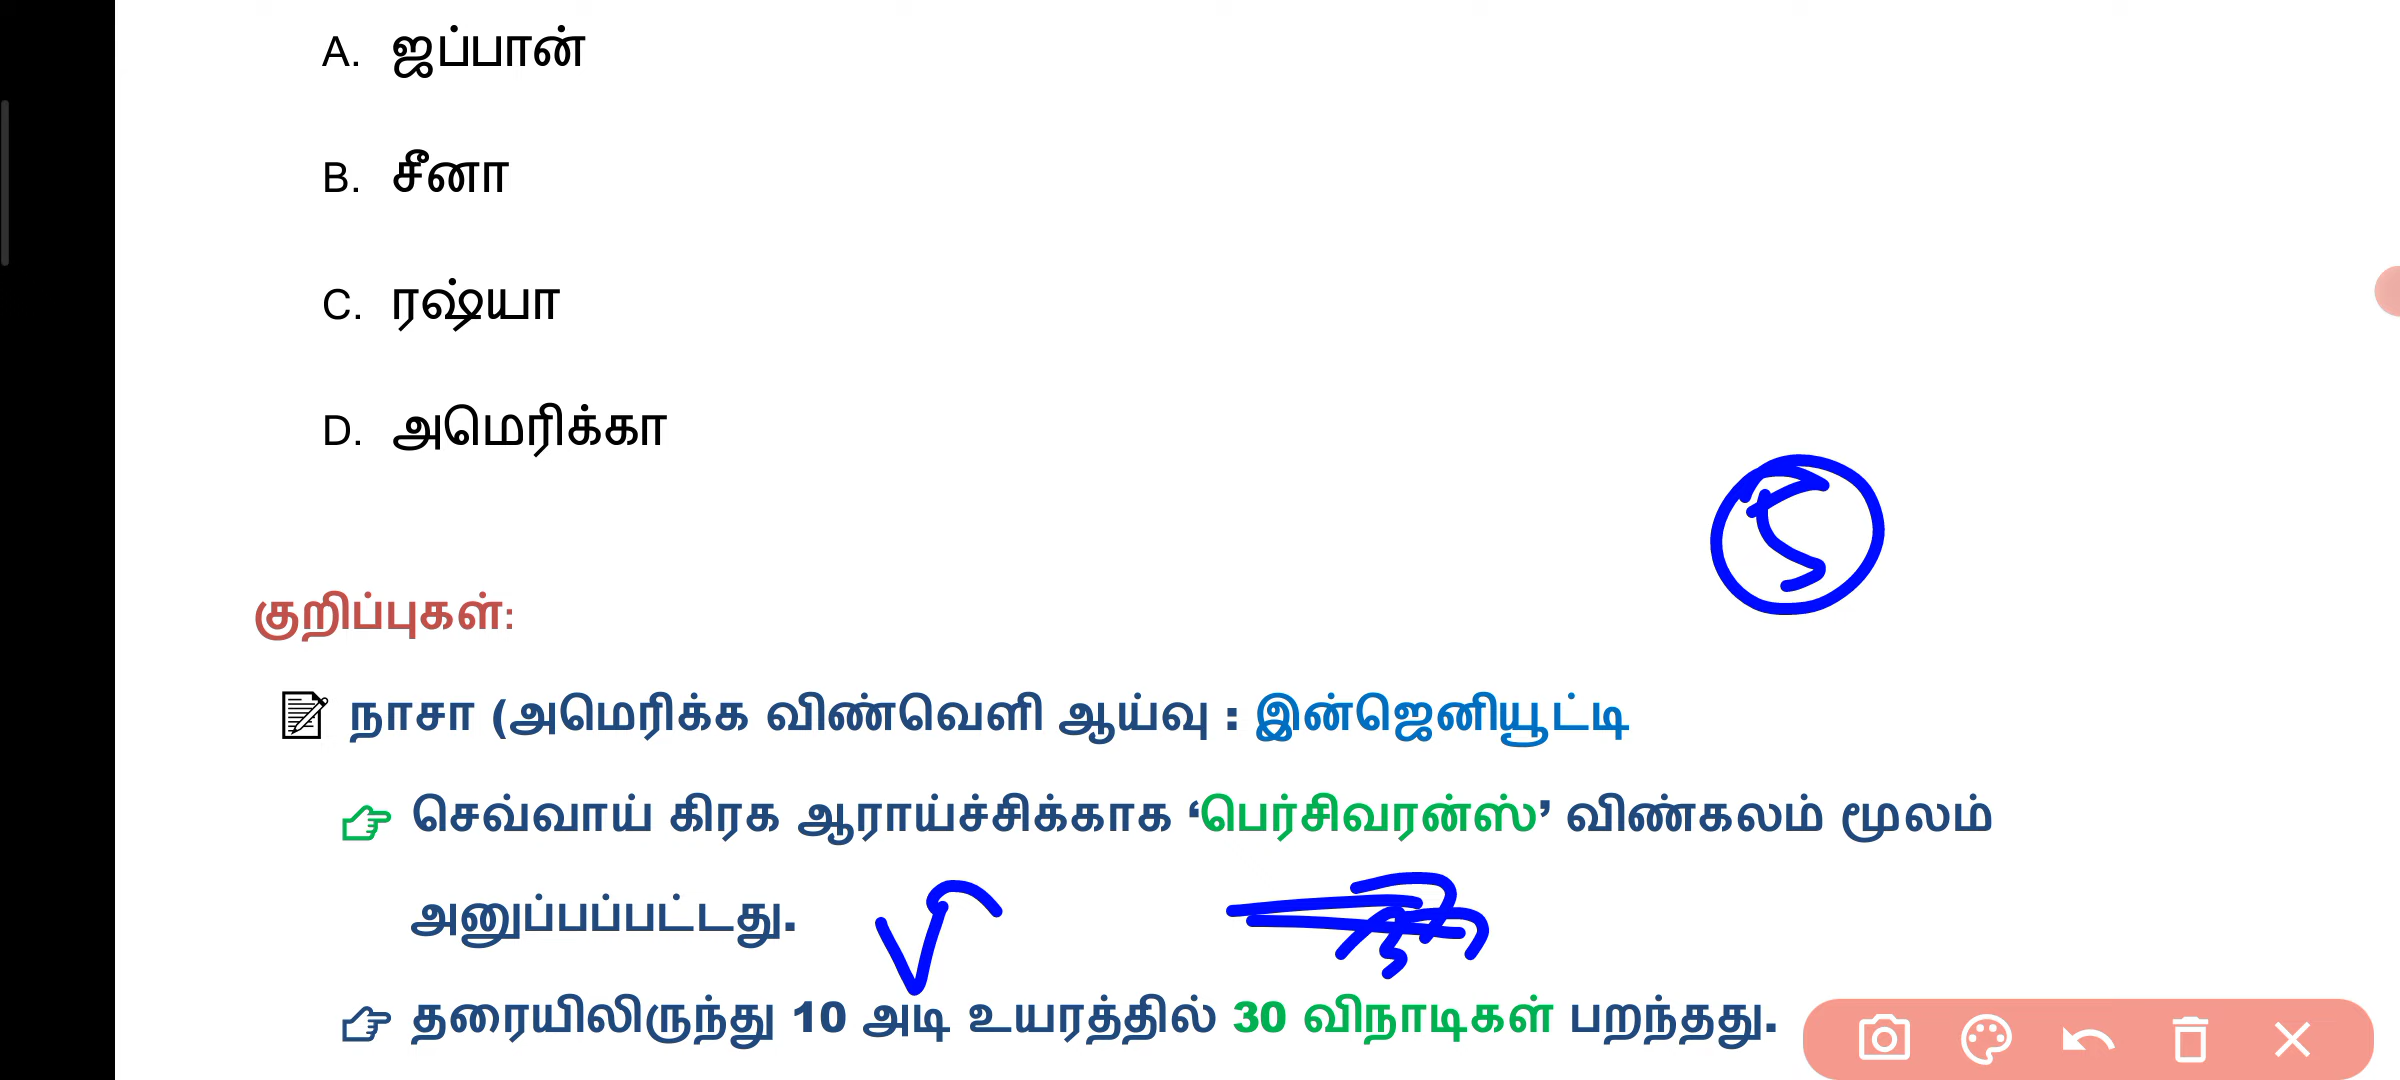 A. ஜப்பான்
B. சீனா
C. ரஷ்யா
D. அமெரிக்கா
குறிப்புகள்:
நாசா (அமெரிக்க விண்வெளி ஆய்வு : இன்ஜெனியூட்டி
செவ்வாய் கிரக ஆராய்ச்சிக்காக ‘பெர்சிவரன்ஸ்’ விண்கலம் மூலம்
அனுப்பப்பட்டது.
தரையிலிருந்து 10 அடி உயரத்தில் 30 விநாடிகள் பறந்தது.